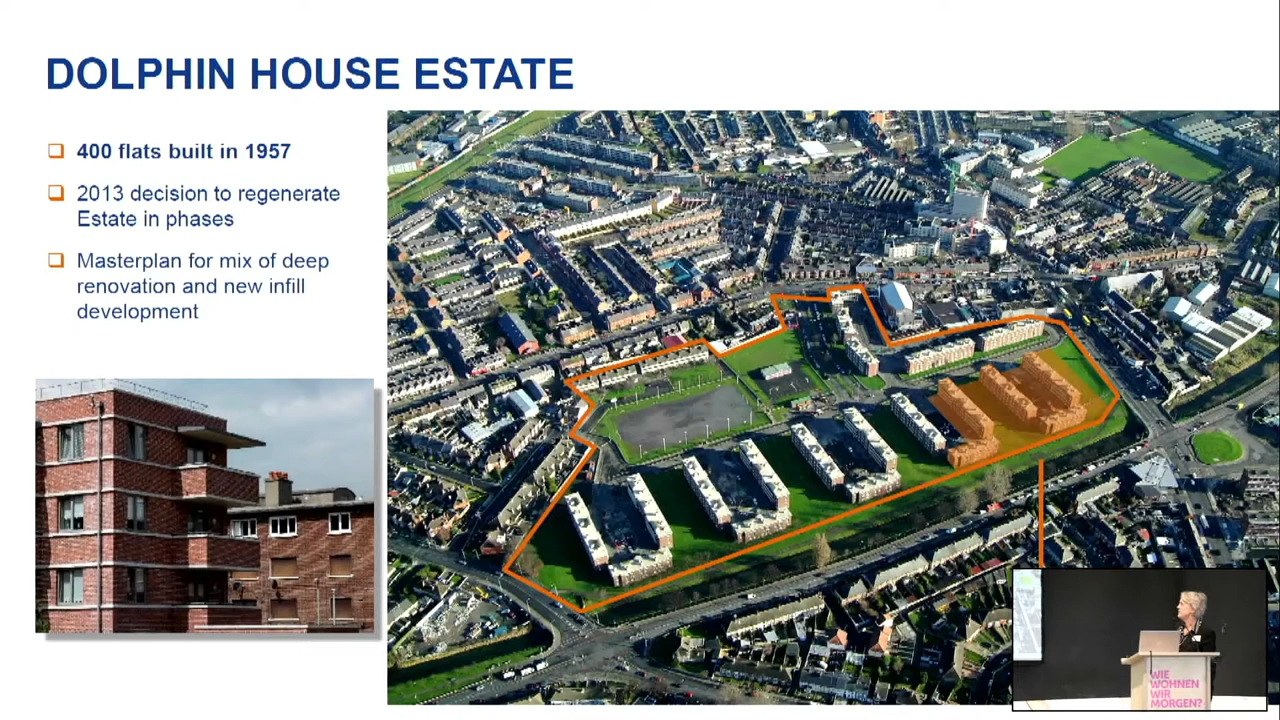 DOLPHIN HOUSE ESTATE
400 flats built in 1957
2013 decision to regenerate
Estate in phases
Masterplan for mix of deep
renovation and new infill
development
WIE
WOHNEN
WIR
MORGEN?